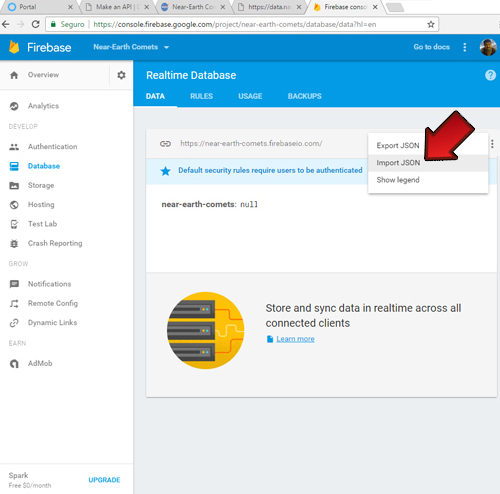 Portal
Make an API | 
Near-Earth Com
https://data.na
Firebase cons
Seguro
https://console.firebase.google.com/project/near-earth-comets/database/data?hl=en
Firebase
Near-Earth Comets
Go to docs
Overview
Analytics
DEVELOP
Authentication
Database
Storage
Hosting
Test Lab
Crash Reporting
GROW
Notifications
Remote Config
Dynamic Links
EARN
AdMob
Spark
Free $0/month
UPGRADE
Realtime Database
DATA RULES USAGE BACKUPS
https://near-earth-comets.firebaseio.com/
Export JSON
Import JSON
Show legend
Default security rules require users to be authenticated
near-earth-comets: null
Store and sync data in realtime across all
connected clients
Learn more